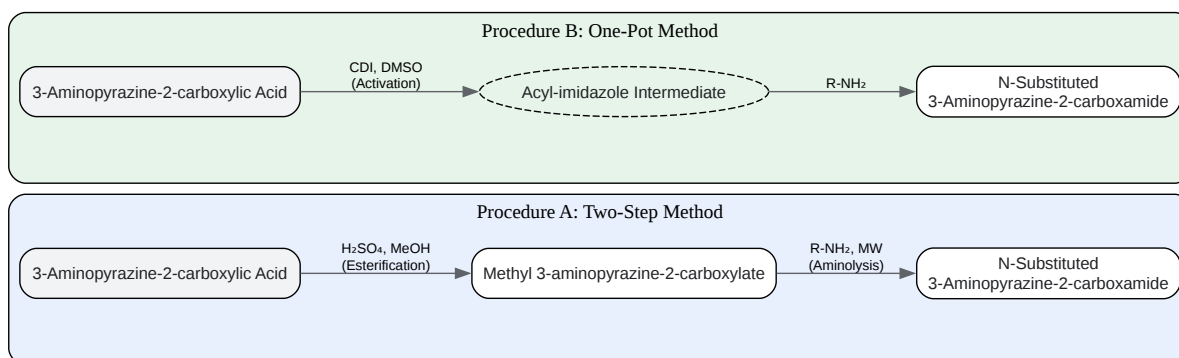 Procedure B: One-Pot Method
3-Aminopyrazine-2-carboxylic Acid
CDI, DMSO
(Activation)
Acyl-imidazole Intermediate
R-NH₂
N-Substituted
3-Aminopyrazine-2-carboxamide
Procedure A: Two-Step Method
3-Aminopyrazine-2-carboxylic Acid
H₂SO₄, MeOH
(Esterification)
Methyl 3-aminopyrazine-2-carboxylate
R-NH₂, MW
(Aminolysis)
N-Substituted
3-Aminopyrazine-2-carboxamide